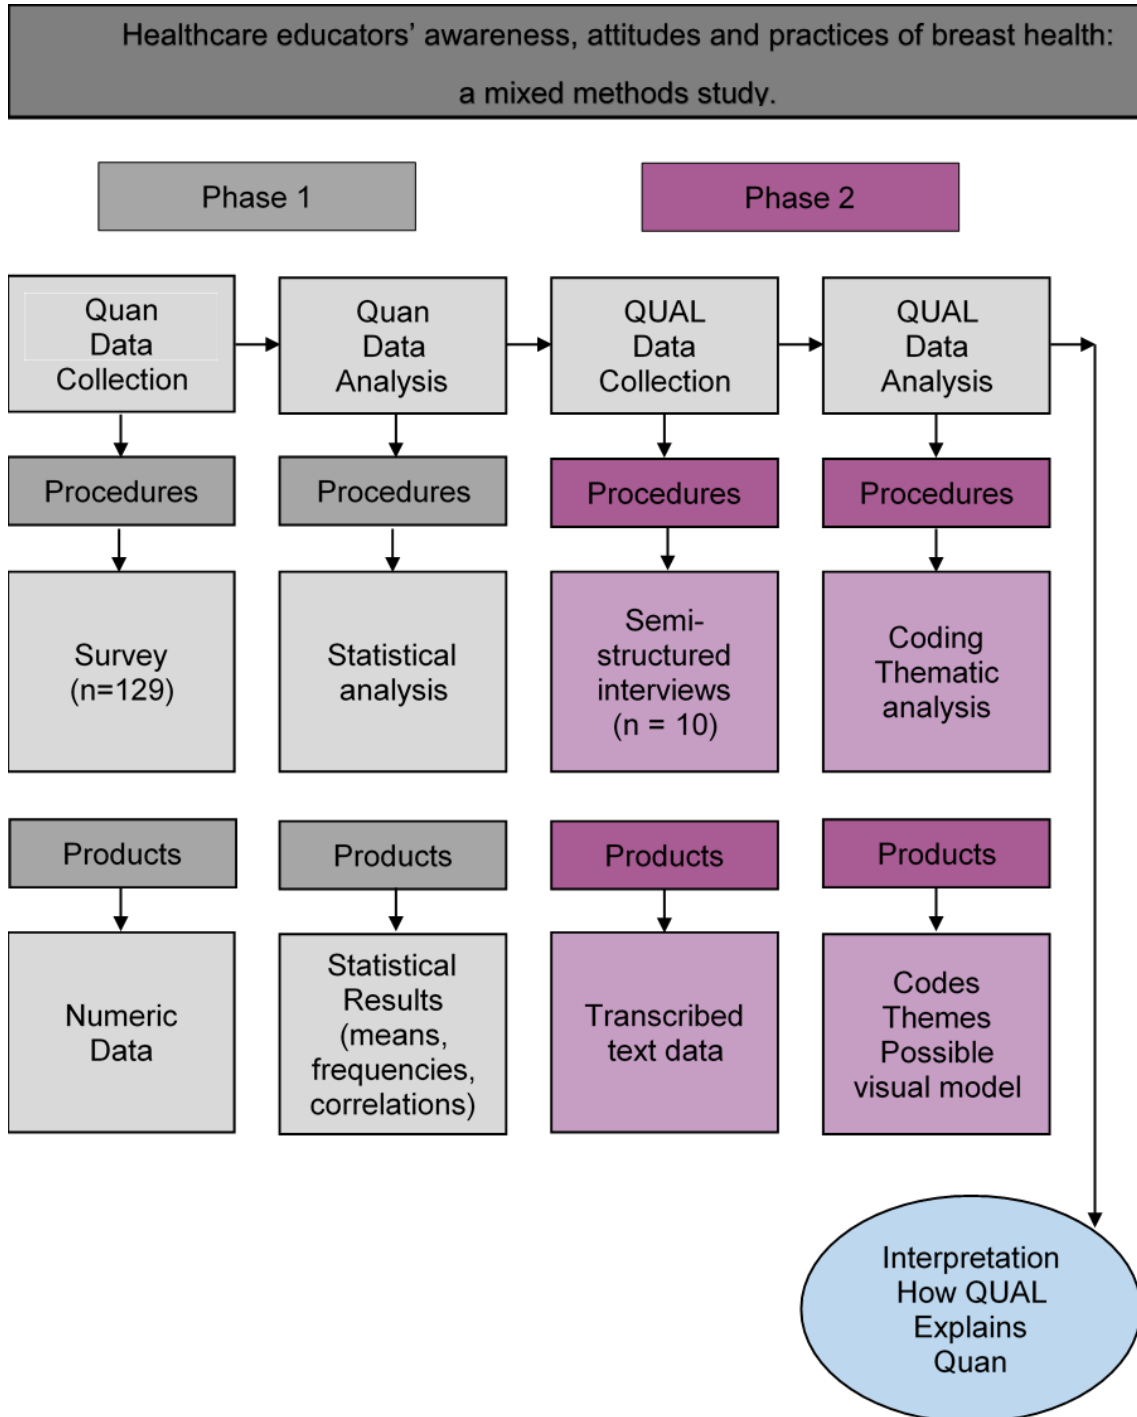 Healthcare educators’ awareness, attitudes and practices of breast health:
a mixed methods study.
Phase 1
Phase 2
Quan
Data
Collection
Quan
Data
Analysis
QUAL
Data
Collection
QUAL
Data
Analysis
Procedures
Procedures
Procedures
Procedures
Survey
(n=129)
Statistical
analysis
Semi-
structured
interviews
(n = 10)
Coding
Thematic
analysis
Products
Products
Products
Products
Numeric
Data
Statistical
Results
(means,
frequencies,
correlations)
Transcribed
text data
Codes
Themes
Possible
visual model
Interpretation
How QUAL
Explains
Quan